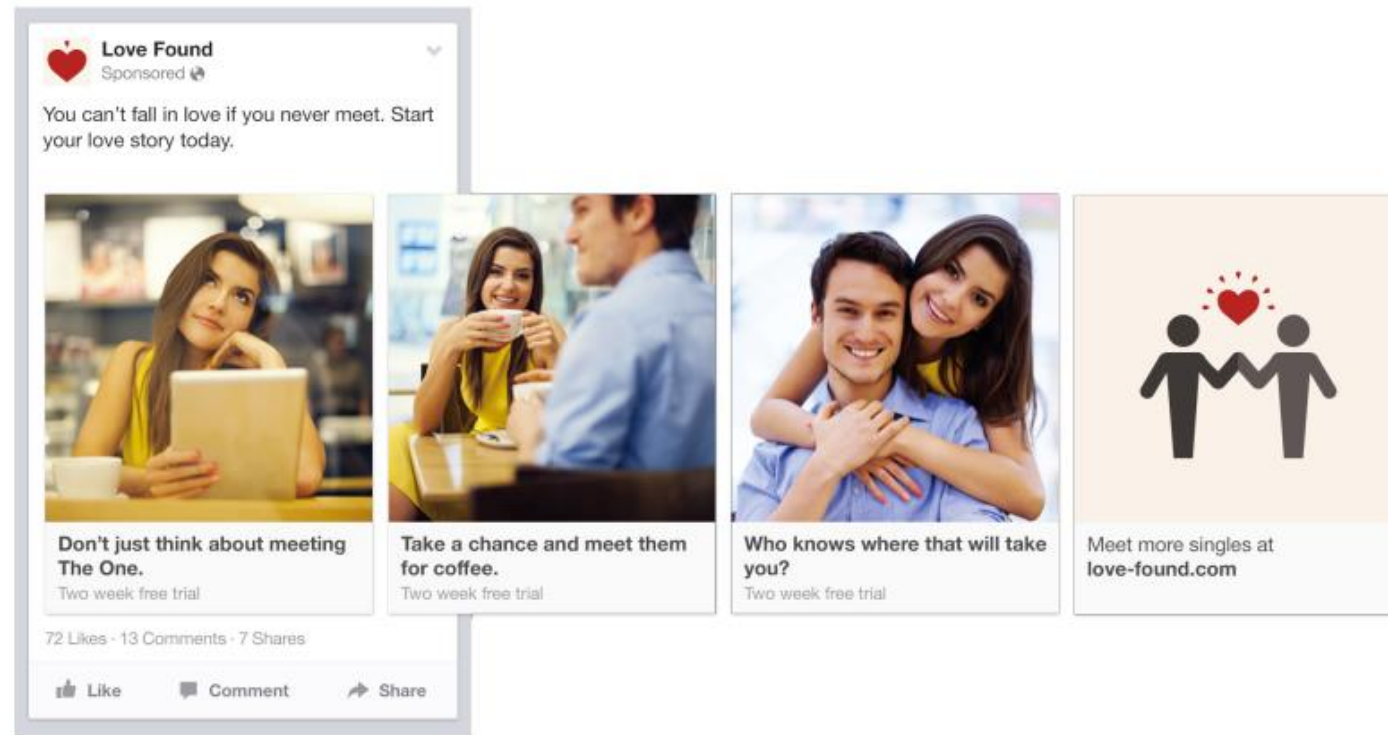 Love Found
Sponsored
You can't fall in love if you never meet. Start
your love story today.
Don't just think about meeting
The One.
Two week free trial
Take a chance and meet them
for coffee.
Two week free trial
Who knows where that will take
you?
Two week free trial
Meet more singles at
love-found.com
72 Likes · 13 Comments · 7 Shares
Like Comment Share